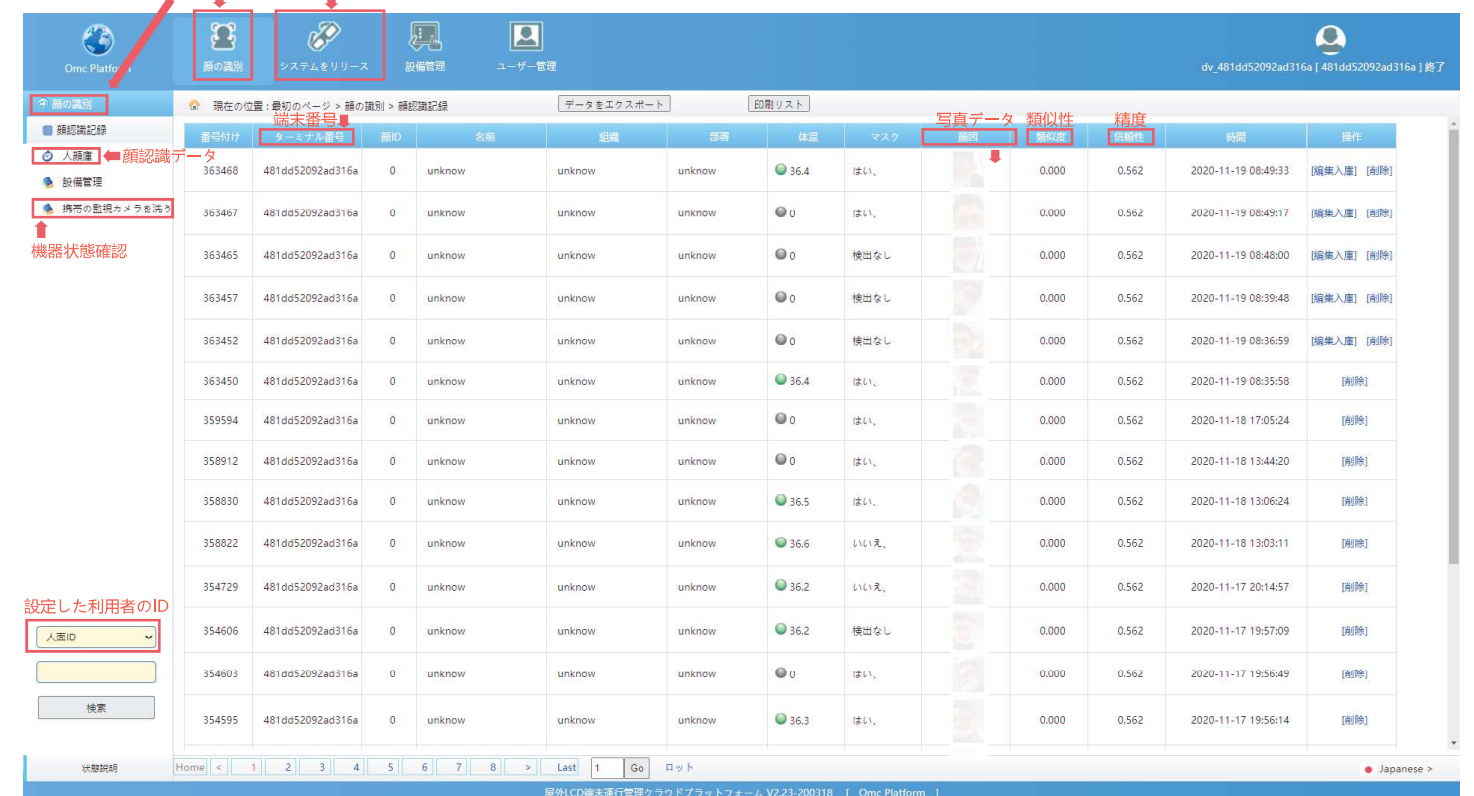 Omc Platform
顔の識別
システムをリリース
設備管理
ユーザー管理
dv_481dd52092ad316a [ 481dd52092ad316a ] 終了
顔の識別
現在の位置 : 最初のページ > 顔の識別 > 顔認識記録
データをエクスポート
印刷リスト
顔認識記録
人顔庫
顔認識データ
設備管理
携帯の監視カメラを洗う
機器状態確認
端末番号
写真データ
類似性
精度
番号付け ターミナル番号 顔ID 名前 組織 部署 体温 マスク 顔図 類似度 信頼性 時間 操作
363468 481dd52092ad316a 0 unknow unknow unknow 36.4 はい、 0.000 0.562 2020-11-19 08:49:33 [編集入庫] [削除]
363467 481dd52092ad316a 0 unknow unknow unknow 0 はい、 0.000 0.562 2020-11-19 08:49:17 [編集入庫] [削除]
363465 481dd52092ad316a 0 unknow unknow unknow 0 検出なし 0.000 0.562 2020-11-19 08:48:00 [編集入庫] [削除]
363457 481dd52092ad316a 0 unknow unknow unknow 0 検出なし 0.000 0.562 2020-11-19 08:39:48 [編集入庫] [削除]
363452 481dd52092ad316a 0 unknow unknow unknow 0 検出なし 0.000 0.562 2020-11-19 08:36:59 [編集入庫] [削除]
363450 481dd52092ad316a 0 unknow unknow unknow 36.4 はい、 0.000 0.562 2020-11-19 08:35:58 [削除]
359594 481dd52092ad316a 0 unknow unknow unknow 0 はい、 0.000 0.562 2020-11-18 17:05:24 [削除]
358912 481dd52092ad316a 0 unknow unknow unknow 0 はい、 0.000 0.562 2020-11-18 13:44:20 [削除]
358830 481dd52092ad316a 0 unknow unknow unknow 36.5 はい、 0.000 0.562 2020-11-18 13:06:24 [削除]
358822 481dd52092ad316a 0 unknow unknow unknow 36.6 いいえ、 0.000 0.562 2020-11-18 13:03:11 [削除]
354729 481dd52092ad316a 0 unknow unknow unknow 36.2 いいえ、 0.000 0.562 2020-11-17 20:14:57 [削除]
354606 481dd52092ad316a 0 unknow unknow unknow 36.2 検出なし 0.000 0.562 2020-11-17 19:57:09 [削除]
354603 481dd52092ad316a 0 unknow unknow unknow 0 はい、 0.000 0.562 2020-11-17 19:56:49 [削除]
354595 481dd52092ad316a 0 unknow unknow unknow 36.3 はい、 0.000 0.562 2020-11-17 19:56:14 [削除]
設定した利用者のID
人面ID
検索
状態説明
Home < 1 2 3 4 5 6 7 8 > Last 1 Go ロット
Japanese >
屋外LCD端末運行管理クラウドプラットフォーム V2.23-200318 [ Omc Platform ]